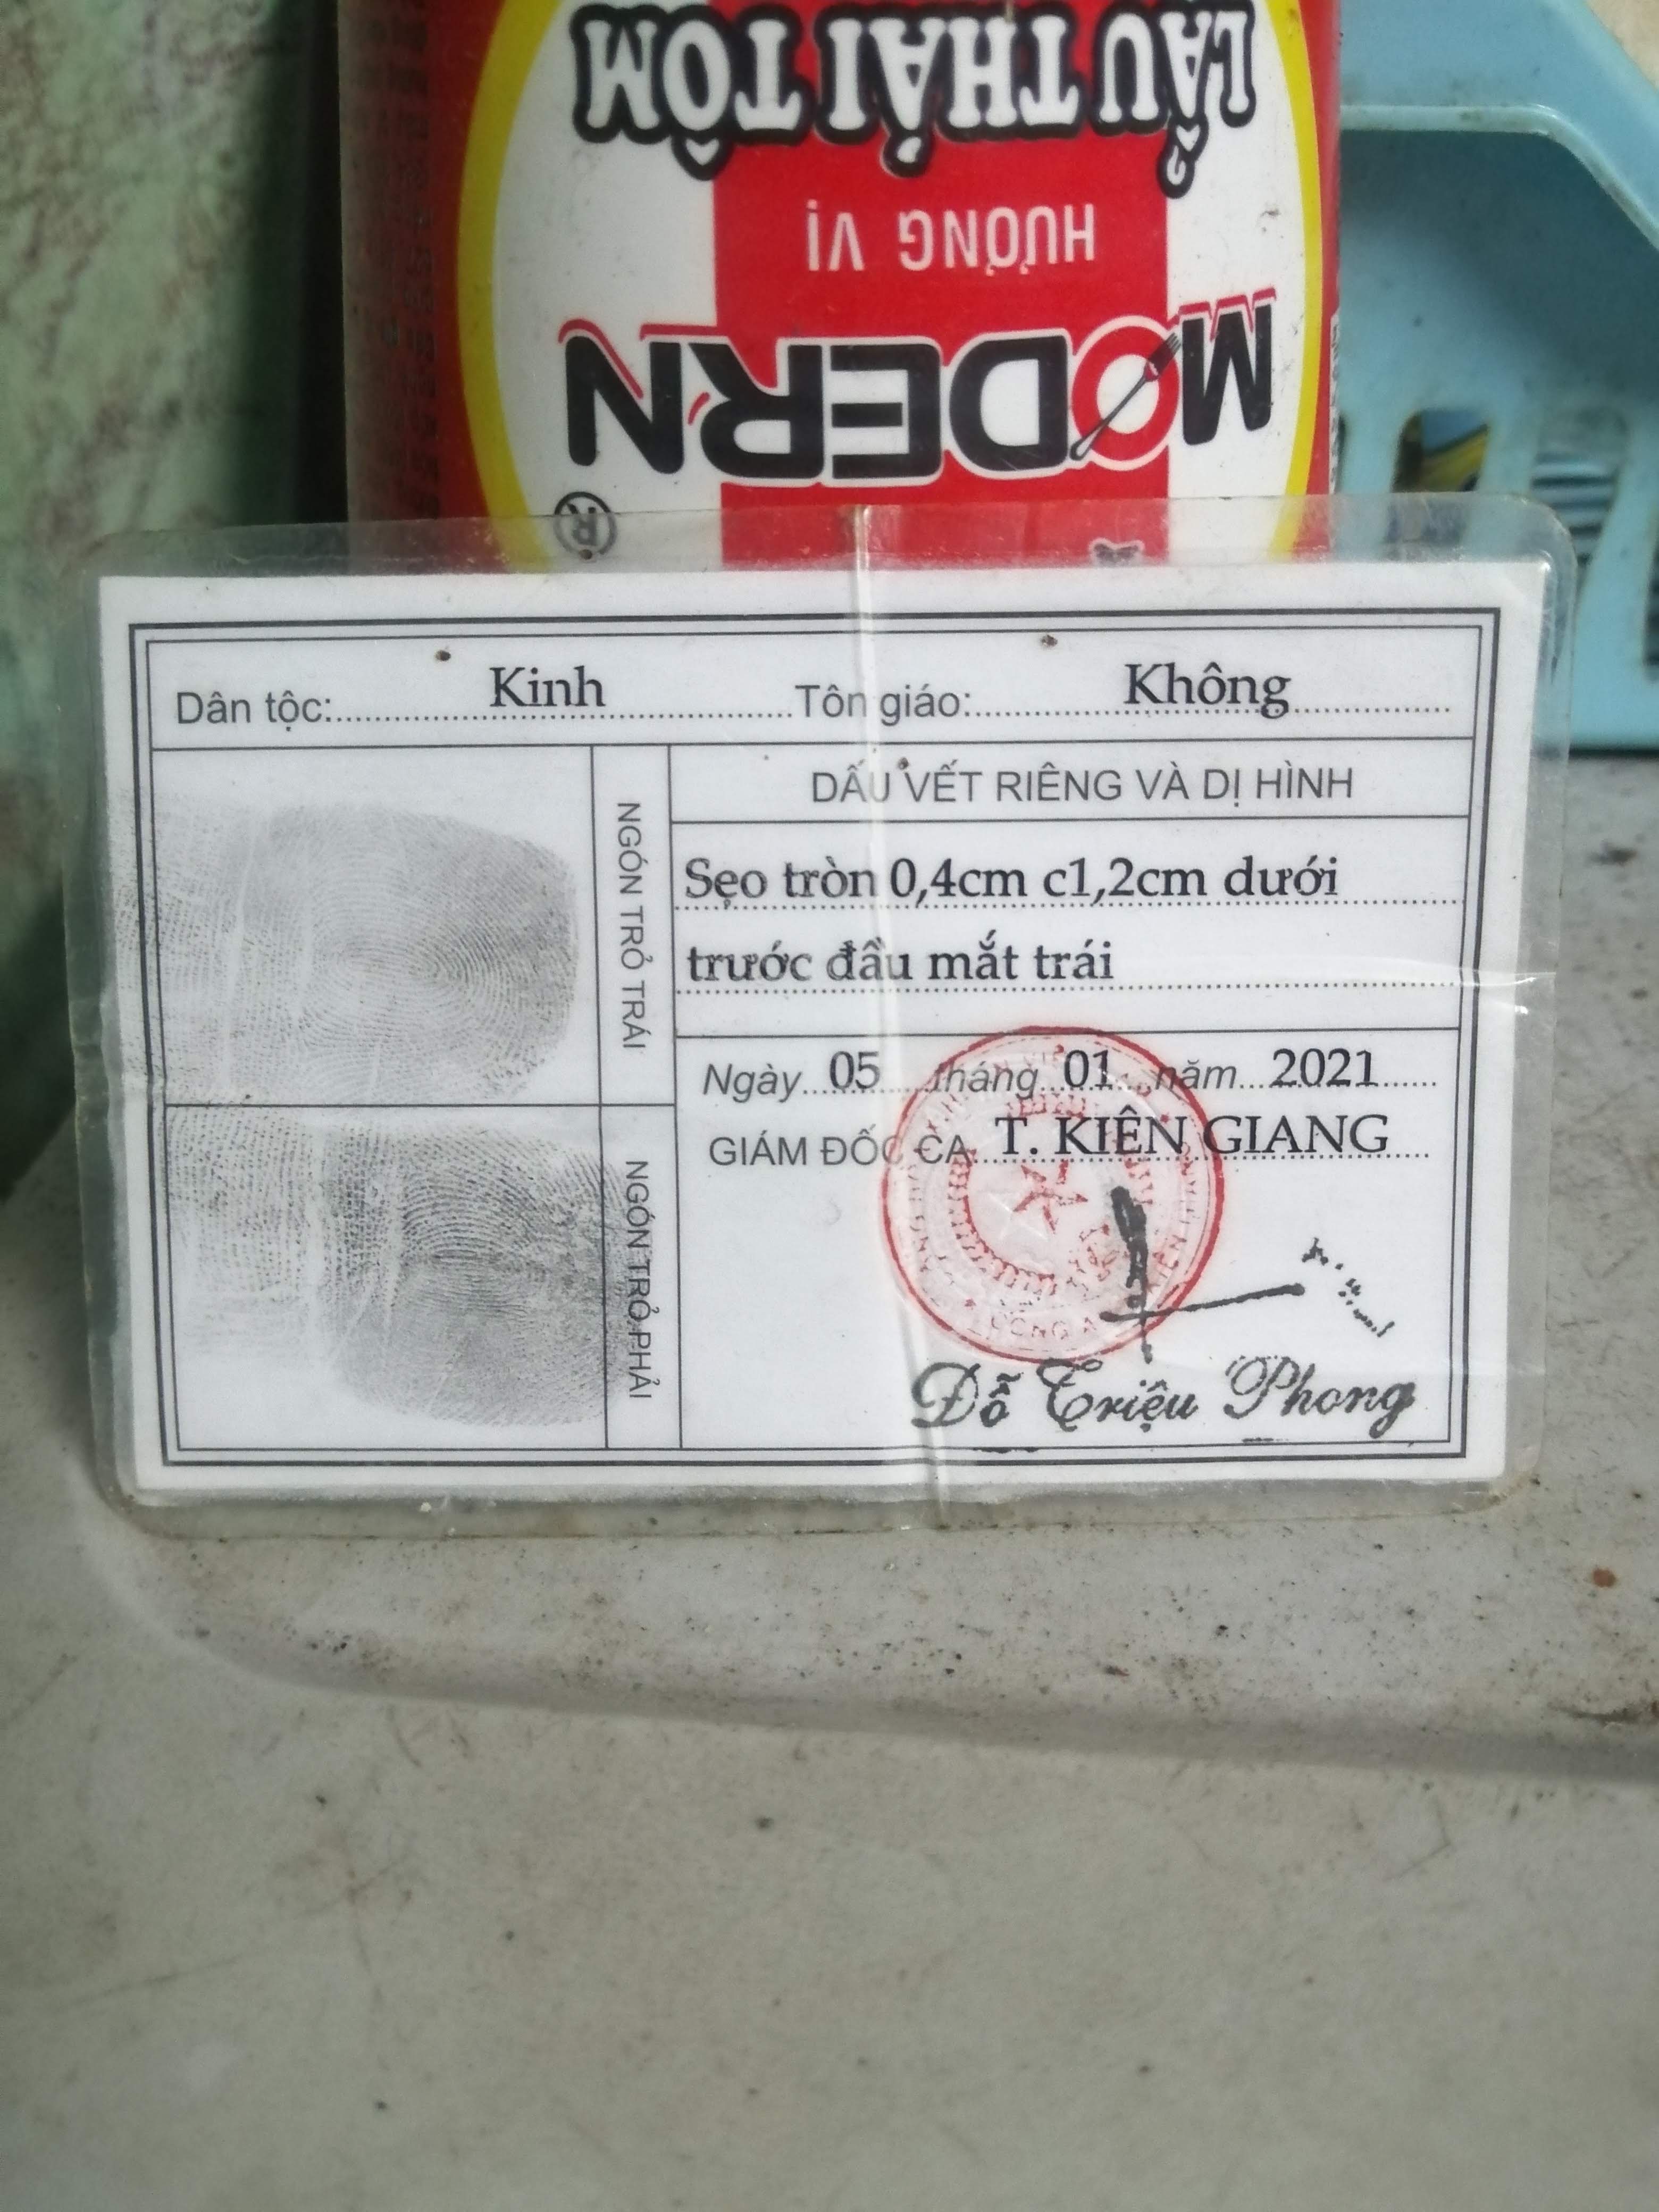 LẨU THÁI TÔM
HƯƠNG VỊ
MODERN
®
Dân tộc: Kinh Tôn giáo: Không
NGÓN TRỎ TRÁI
DẤU VẾT RIÊNG VÀ DỊ HÌNH
Sẹo tròn 0,4cm c1,2cm dưới
trước đầu mắt trái
Ngày 05 tháng 01 năm 2021
GIÁM ĐỐC CA T. KIÊN GIANG
NGÓN TRỎ PHẢI
CÔNG A
Đỗ Triệu Phong